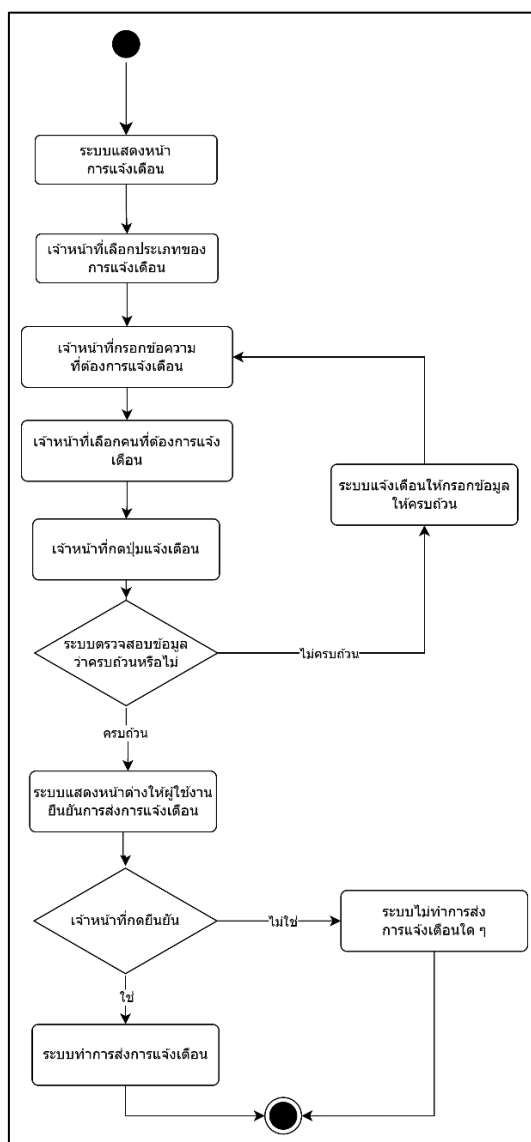 ระบบแสดงหน้า
การแจ้งเตือน
เจ้าหน้าที่เลือกประเภทของ
การแจ้งเตือน
เจ้าหน้าที่กรอกข้อความ
ที่ต้องการแจ้งเตือน
เจ้าหน้าที่เลือกคนที่ต้องการแจ้ง
เตือน
ระบบแจ้งเตือนให้กรอกข้อมูล
ให้ครบถ้วน
เจ้าหน้าที่กดปุ่มแจ้งเตือน
ระบบตรวจสอบข้อมูล
ว่าครบถ้วนหรือไม่
ไม่ครบถ้วน
ครบถ้วน
ระบบแสดงหน้าต่างให้ผู้ใช้งาน
ยืนยันการส่งการแจ้งเตือน
เจ้าหน้าที่กดยืนยัน
ไม่ใช่
ระบบไม่ทำการส่ง
การแจ้งเตือนใด ๆ
ใช่
ระบบทำการส่งการแจ้งเตือน